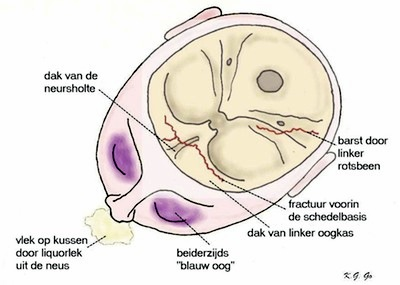 dak van de
neursholte
barst door
linker
rotsbeen
fractuur voorin
de schedelbasis
dak van linker oogkas
vlek op kussen
door liquorlek
uit de neus
beiderzijds
"blauw oog"
K. G. Go